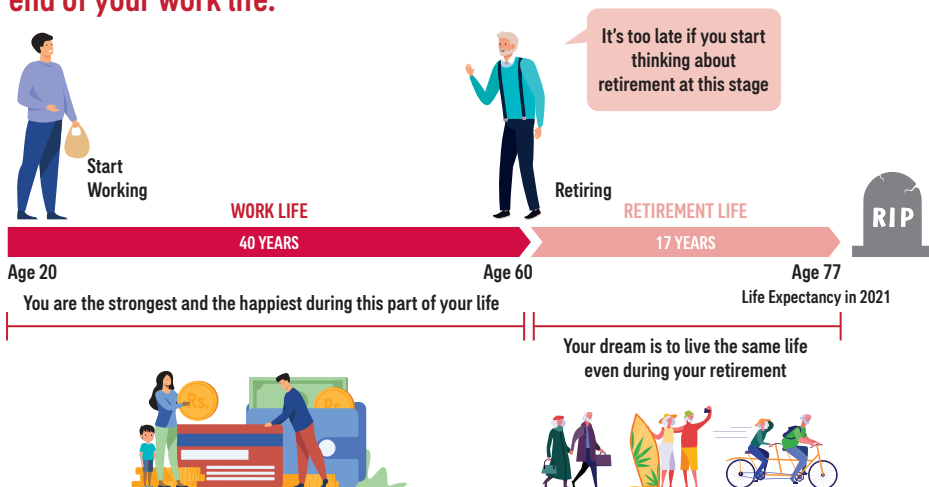 end of your work life.
It's too late if you start
thinking about
retirement at this stage
Start
Working
Retiring
WORK LIFE
RETIREMENT LIFE
RIP
40 YEARS
17 YEARS
Age 20
Age 60
Age 77
You are the strongest and the happiest during this part of your life
Life Expectancy in 2021
Your dream is to live the same life
even during your retirement
Rs.
Rs.